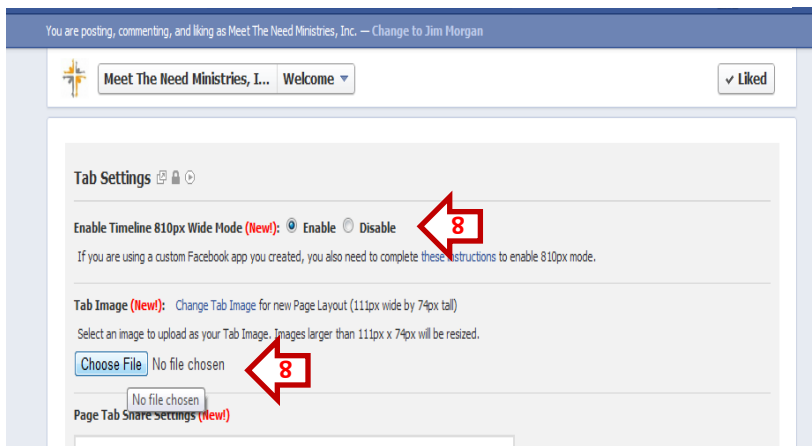 You are posting, commenting, and liking as Meet The Need Ministries, Inc. — Change to Jim Morgan
Meet The Need Ministries, I... Welcome
✓ Liked
Tab Settings
Enable Timeline 810px Wide Mode (New!): Enable Disable
8
If you are using a custom Facebook app you created, you also need to complete these instructions to enable 810px mode.
Tab Image (New!): Change Tab Image for new Page Layout (111px wide by 74px tall)
Select an image to upload as your Tab Image. Images larger than 111px x 74px will be resized.
Choose File No file chosen
8
No file chosen
Page Tab Share Settings (New!)